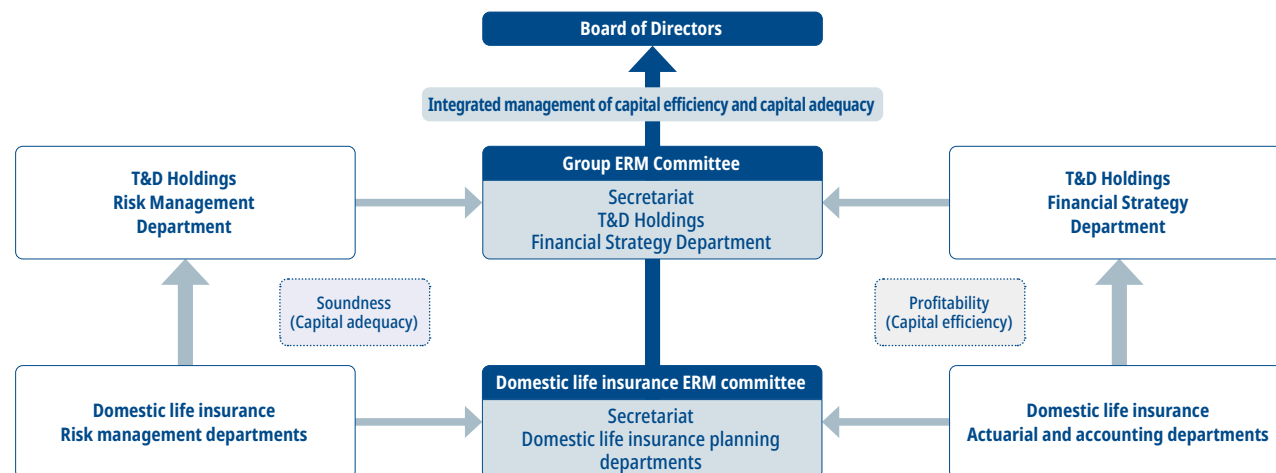 Board of Directors
Integrated management of capital efficiency and capital adequacy
T&D Holdings
Risk Management
Department
Group ERM Committee
Secretariat
T&D Holdings
Financial Strategy Department
T&D Holdings
Financial Strategy
Department
Soundness
(Capital adequacy)
Profitability
(Capital efficiency)
Domestic life insurance
Risk management departments
Domestic life insurance ERM committee
Secretariat
Domestic life insurance planning
departments
Domestic life insurance
Actuarial and accounting departments